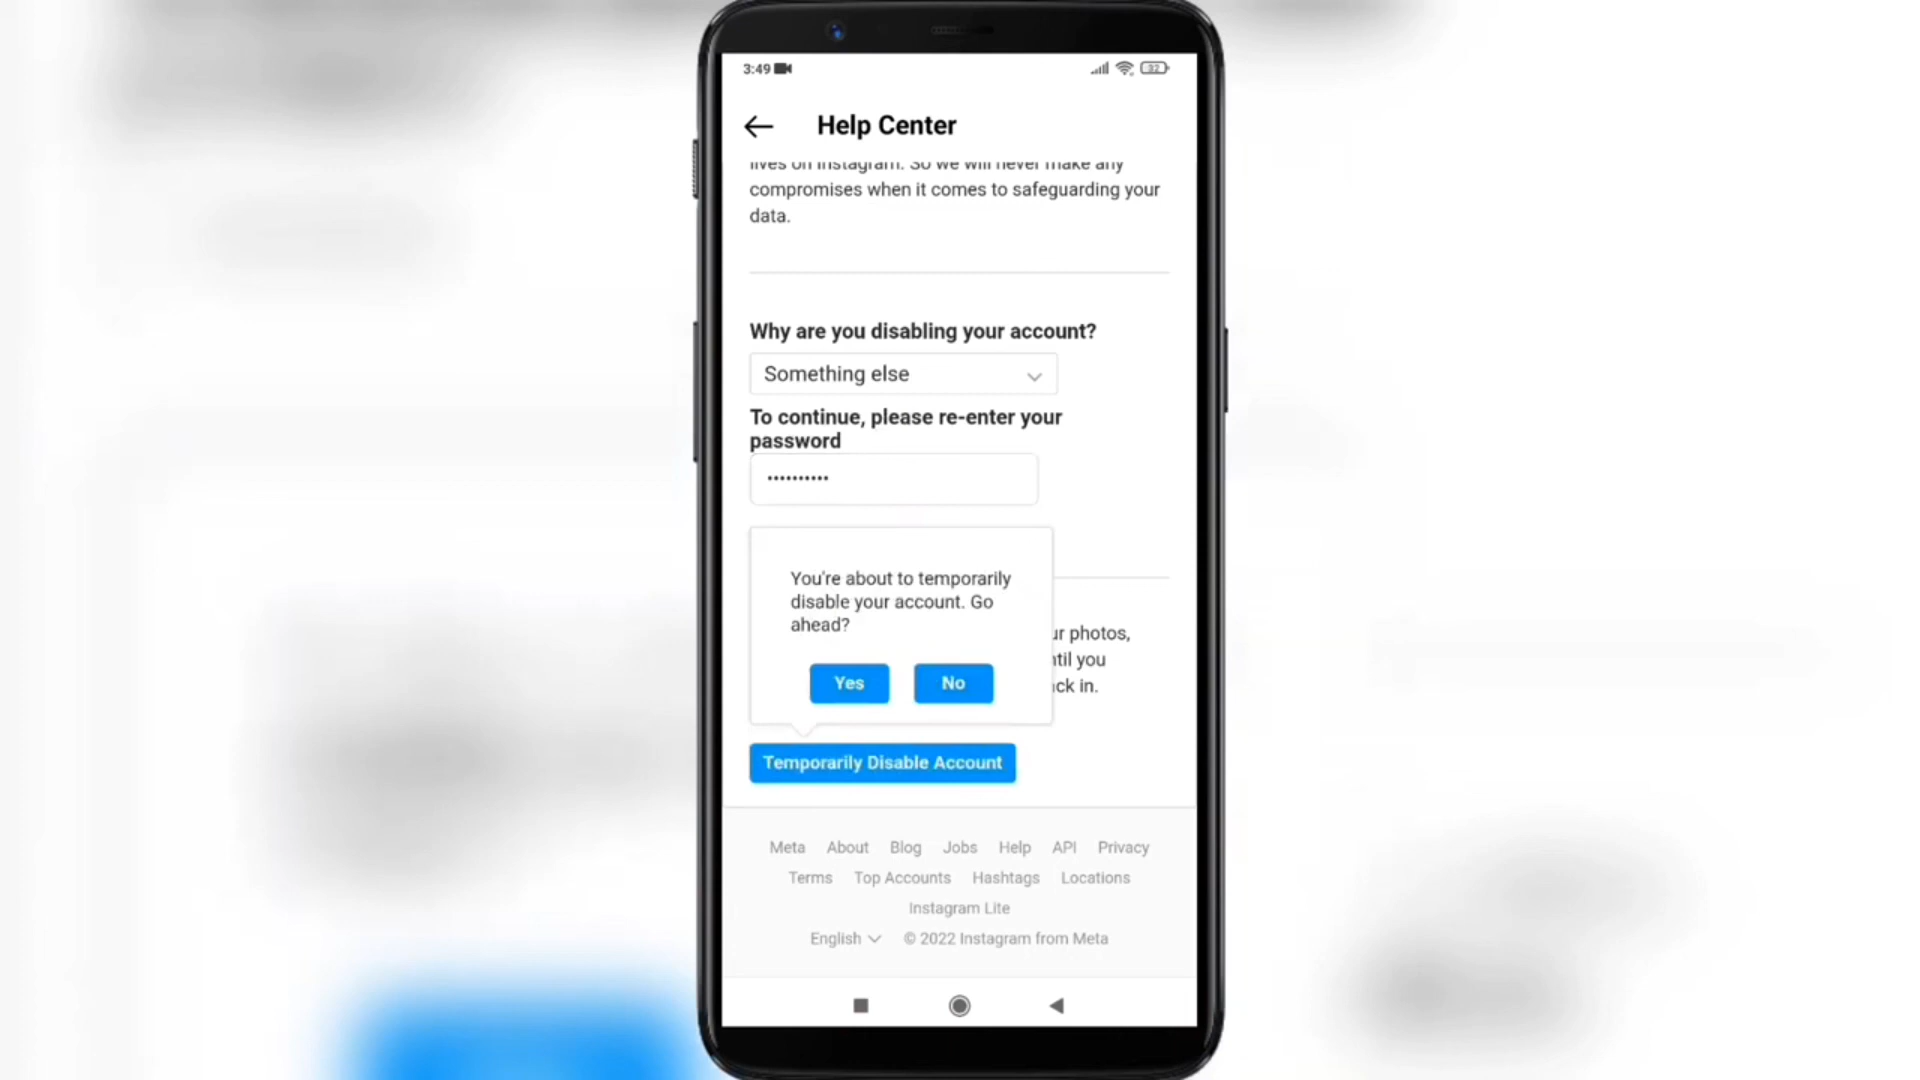 3:49
32
Help Center
lives on Instagram. So we will never make any
compromises when it comes to safeguarding your
data.
Why are you disabling your account?
Something else
To continue, please re-enter your
password
••••••••••
You're about to temporarily
disable your account. Go
ahead?
ur photos,
ntil you
ck in.
Yes No
Temporarily Disable Account
Meta About Blog Jobs Help API Privacy
Terms Top Accounts Hashtags Locations
Instagram Lite
English © 2022 Instagram from Meta